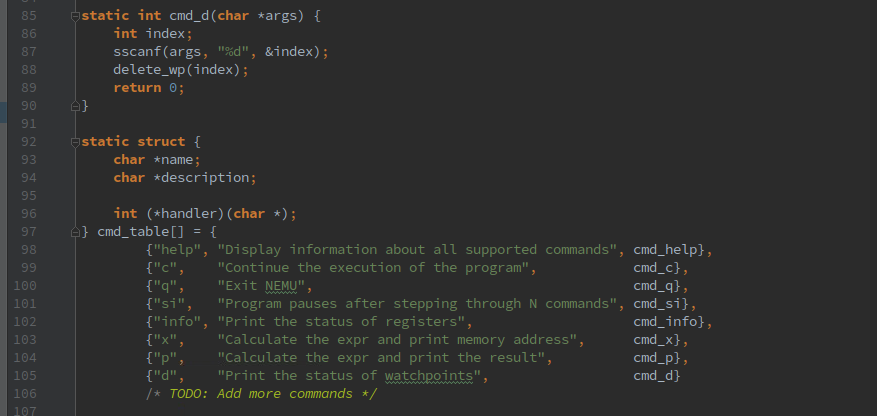 85 static int cmd_d(char *args) {
86     int index;
87     sscanf(args, "%d", &index);
88     delete_wp(index);
89     return 0;
90 }
91
92 static struct {
93     char *name;
94     char *description;
95
96     int (*handler)(char *);
97 } cmd_table[] = {
98         {"help", "Display information about all supported commands", cmd_help},
99         {"c",    "Continue the execution of the program",            cmd_c},
100         {"q",    "Exit NEMU",                                        cmd_q},
101         {"si",   "Program pauses after stepping through N commands", cmd_si},
102         {"info", "Print the status of registers",                    cmd_info},
103         {"x",    "Calculate the expr and print memory address",      cmd_x},
104         {"p",    "Calculate the expr and print the result",          cmd_p},
105         {"d",    "Print the status of watchpoints",                  cmd_d}
106         /* TODO: Add more commands */
107